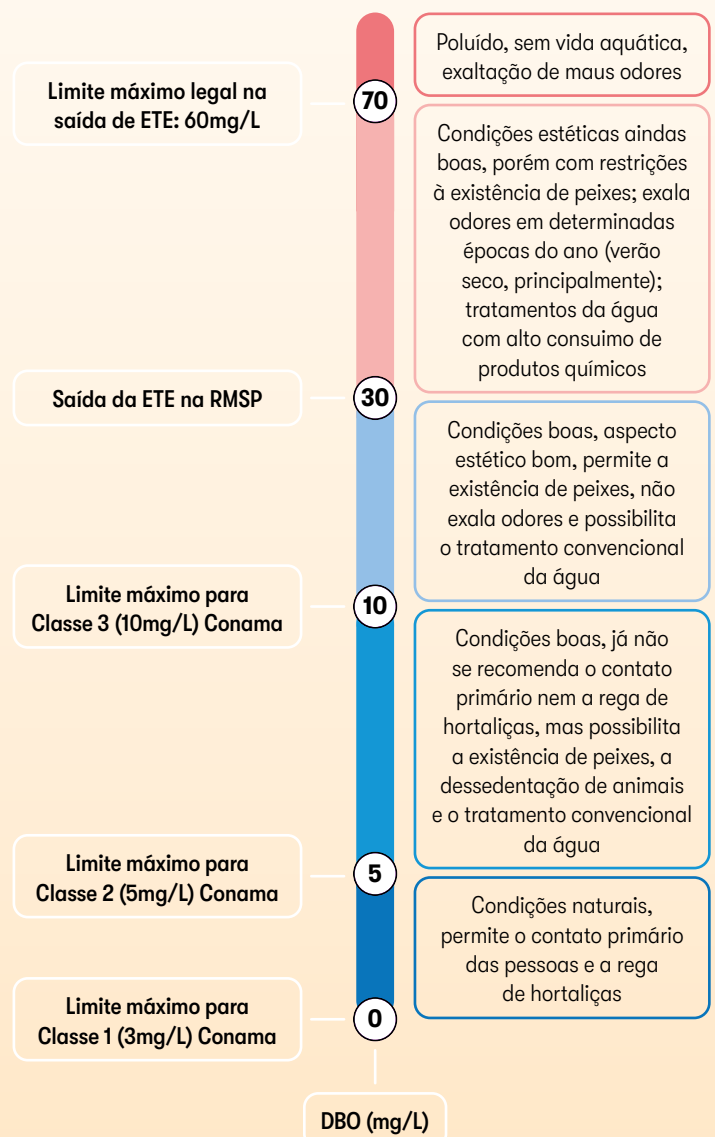 Poluído, sem vida aquática,
exaltação de maus odores
Limite máximo legal na
saída de ETE: 60mg/L
70
Condições estéticas aindas
boas, porém com restrições
à existência de peixes; exala
odores em determinadas
épocas do ano (verão
seco, principalmente);
tratamentos da água
com alto consuimo de
produtos químicos
Saída da ETE na RMSP
30
Condições boas, aspecto
estético bom, permite a
existência de peixes, não
exala odores e possibilita
o tratamento convencional
da água
Limite máximo para
Classe 3 (10mg/L) Conama
10
Condições boas, já não
se recomenda o contato
primário nem a rega de
hortaliças, mas possibilita
a existência de peixes, a
dessedentação de animais
e o tratamento convencional
da água
Limite máximo para
Classe 2 (5mg/L) Conama
5
Condições naturais,
permite o contato primário
das pessoas e a rega
de hortaliças
Limite máximo para
Classe 1 (3mg/L) Conama
0
DBO (mg/L)